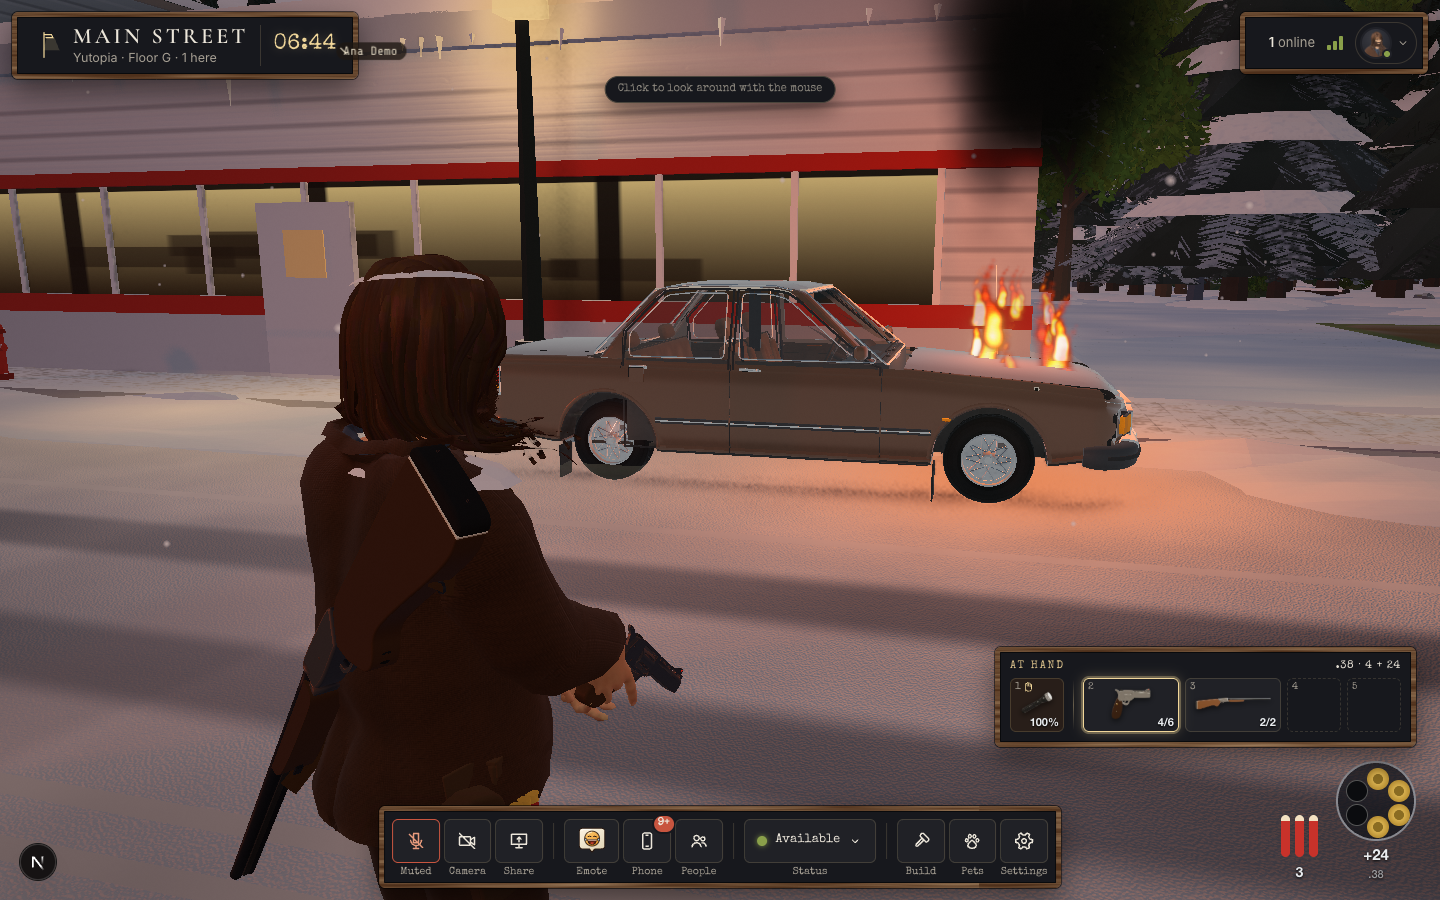 MAIN STREET
Yutopia · Floor G · 1 here
06:44
Ana Demo
Click to look around with the mouse
1 online
AT HAND
.38 · 4 + 24
1
100%
2
4/6
3
2/2
4
5
3
+24
.38
N
9+
Available
Muted
Camera
Share
Emote
Phone
People
Status
Build
Pets
Settings